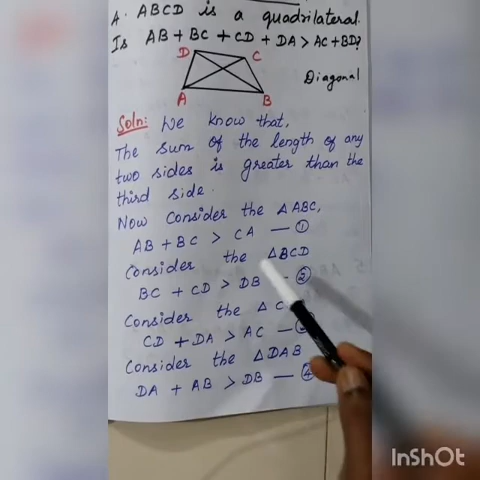 A. ABCD is a quadrilateral.
Is AB + BC + CD + DA > AC + BD?
D
C
Diagonal
A
B
Soln: We know that,
The sum of the length of any
two sides is greater than the
third side.
Now Consider the △ABC,
AB + BC > CA — ①
Consider the △BCD
BC + CD > DB — ②
Consider the △ C
CD + DA > AC —
Consider the △ DAB
DA + AB > DB — ④
InShOt